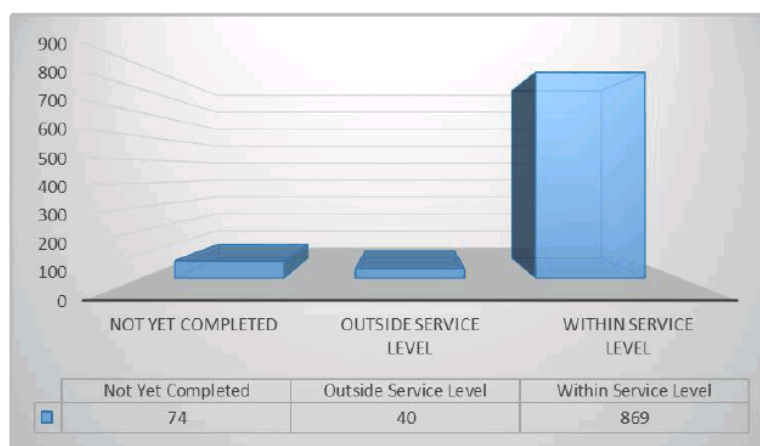 900
800
700
600
500
400
300
200
100
0
NOT YET COMPLETED OUTSIDE SERVICE WITHIN SERVICE
LEVEL LEVEL
Not Yet Completed Outside Service Level Within Service Level
74 40 869